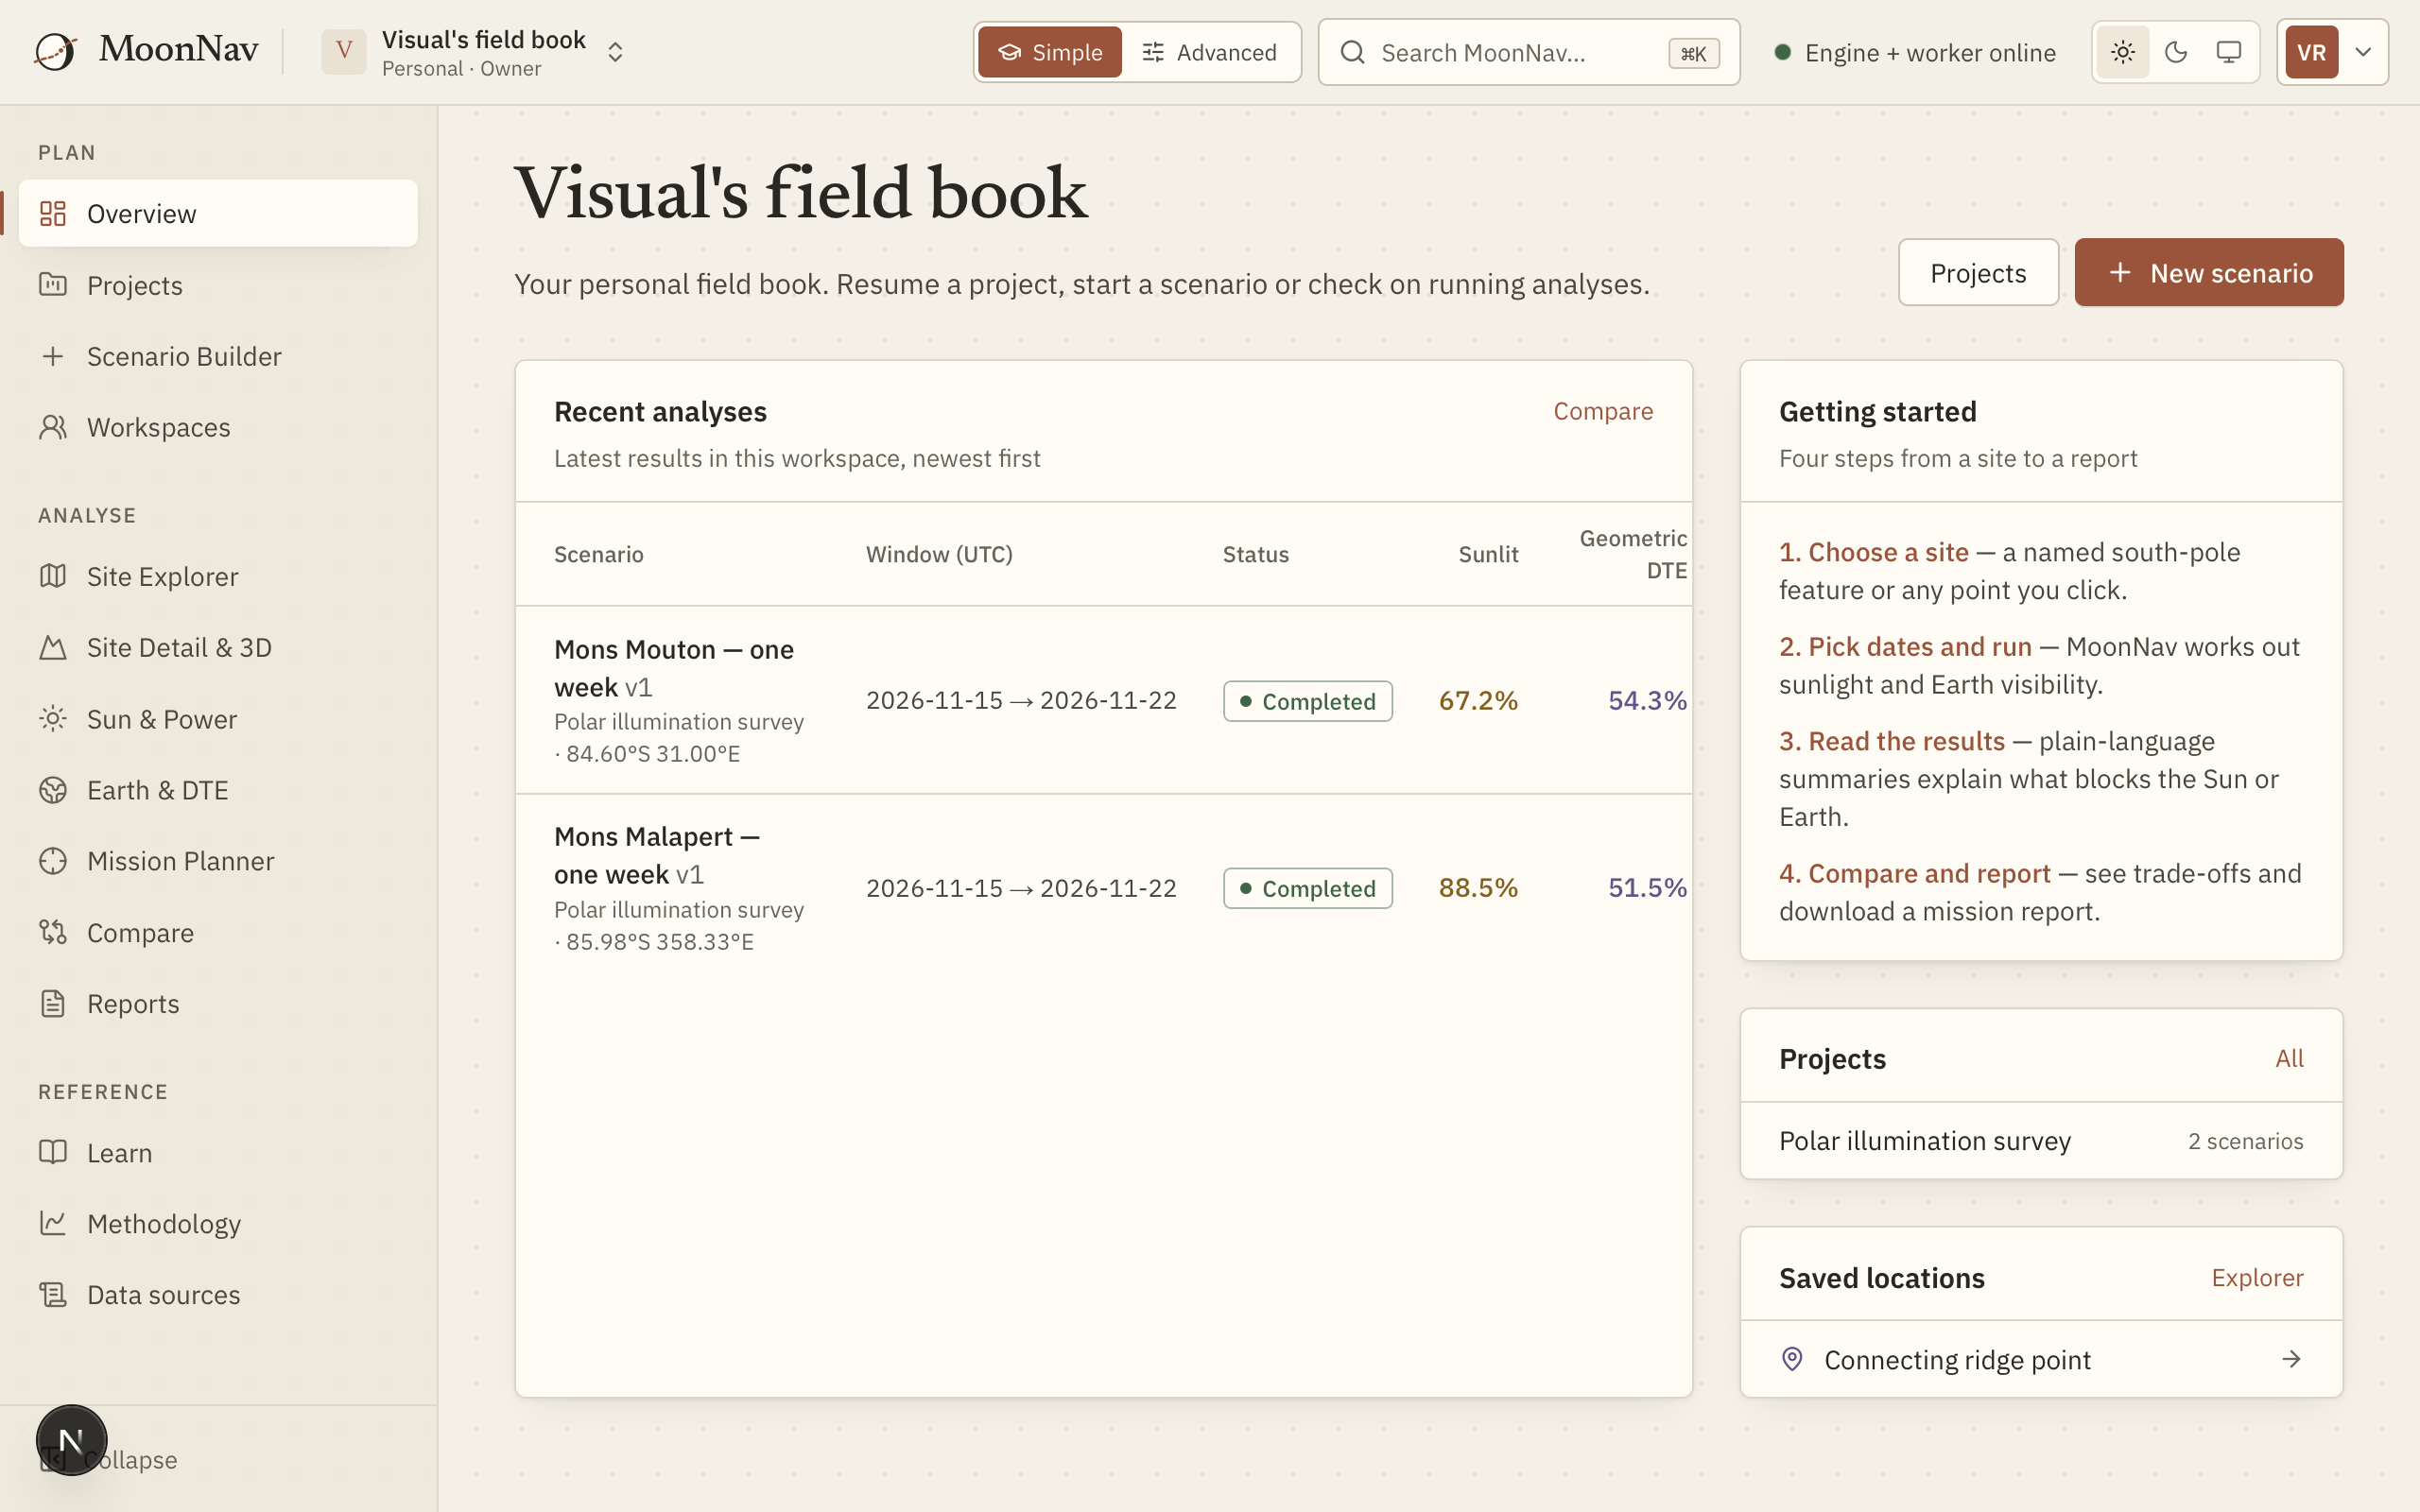 MoonNav
V
Visual's field book
Personal · Owner
Simple
Advanced
Search MoonNav...
⌘K
Engine + worker online
VR
PLAN
Overview
Projects
Scenario Builder
Workspaces
ANALYSE
Site Explorer
Site Detail & 3D
Sun & Power
Earth & DTE
Mission Planner
Compare
Reports
REFERENCE
Learn
Methodology
Data sources
N
Collapse
Visual's field book
Your personal field book. Resume a project, start a scenario or check on running analyses.
Projects
+ New scenario
Recent analyses
Compare
Latest results in this workspace, newest first
Scenario
Window (UTC)
Status
Sunlit
Geometric
DTE
Mons Mouton — one
week v1
Polar illumination survey
· 84.60°S 31.00°E
2026-11-15 → 2026-11-22
Completed
67.2%
54.3%
Mons Malapert —
one week v1
Polar illumination survey
· 85.98°S 358.33°E
2026-11-15 → 2026-11-22
Completed
88.5%
51.5%
Getting started
Four steps from a site to a report
1. Choose a site — a named south-pole
feature or any point you click.
2. Pick dates and run — MoonNav works out
sunlight and Earth visibility.
3. Read the results — plain-language
summaries explain what blocks the Sun or
Earth.
4. Compare and report — see trade-offs and
download a mission report.
Projects
All
Polar illumination survey
2 scenarios
Saved locations
Explorer
Connecting ridge point